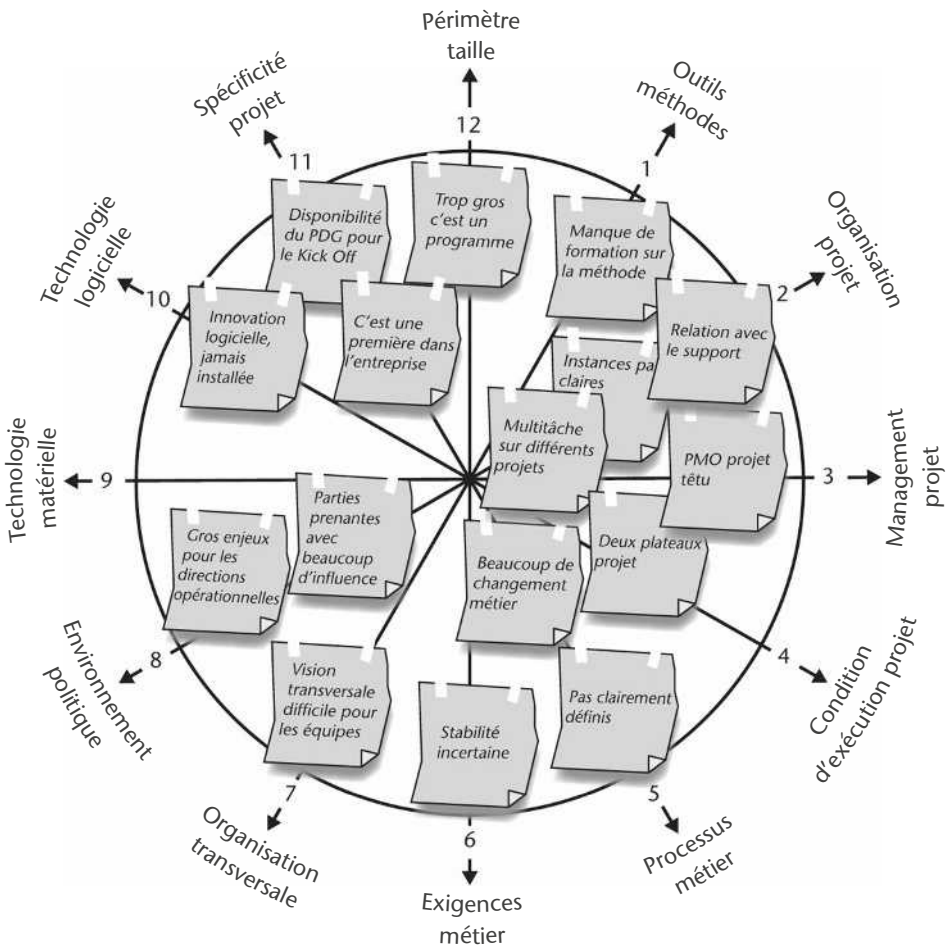 Périmètre
taille
12
Outils
méthodes
1
Organisation
projet
2
Management
projet
3
Condition
d'exécution projet
4
Processus
métier
5
Exigences
métier
6
Organisation
transversale
7
Environnement
politique
8
Technologie
matérielle
9
Technologie
logicielle
10
Spécificité
projet
11
Trop gros
c'est un
programme
Manque de
formation sur
la méthode
Relation avec
le support
Instances pa
claires
Multitâche
sur différents
projets
PMO projet
têtu
Deux plateaux
projet
Beaucoup de
changement
métier
Pas clairement
définis
Stabilité
incertaine
Vision
transversale
difficile pour
les équipes
Parties
prenantes
avec
beaucoup
d'influence
Gros enjeux
pour les
directions
opérationnelles
Innovation
logicielle,
jamais
installée
C'est une
première dans
l'entreprise
Disponibilité
du PDG pour
le Kick Off